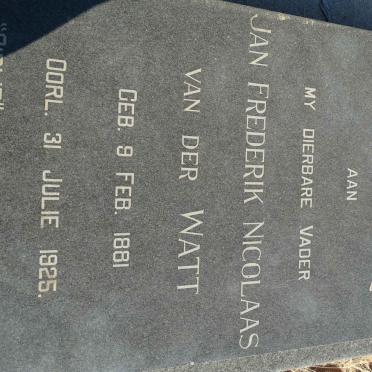 AAN
MY DIERBARE VADER
JAN FREDERIK NICOLAAS
VAN DER WATT
GEB. 9 FEB. 1881
OORL. 31 JULIE 1925.